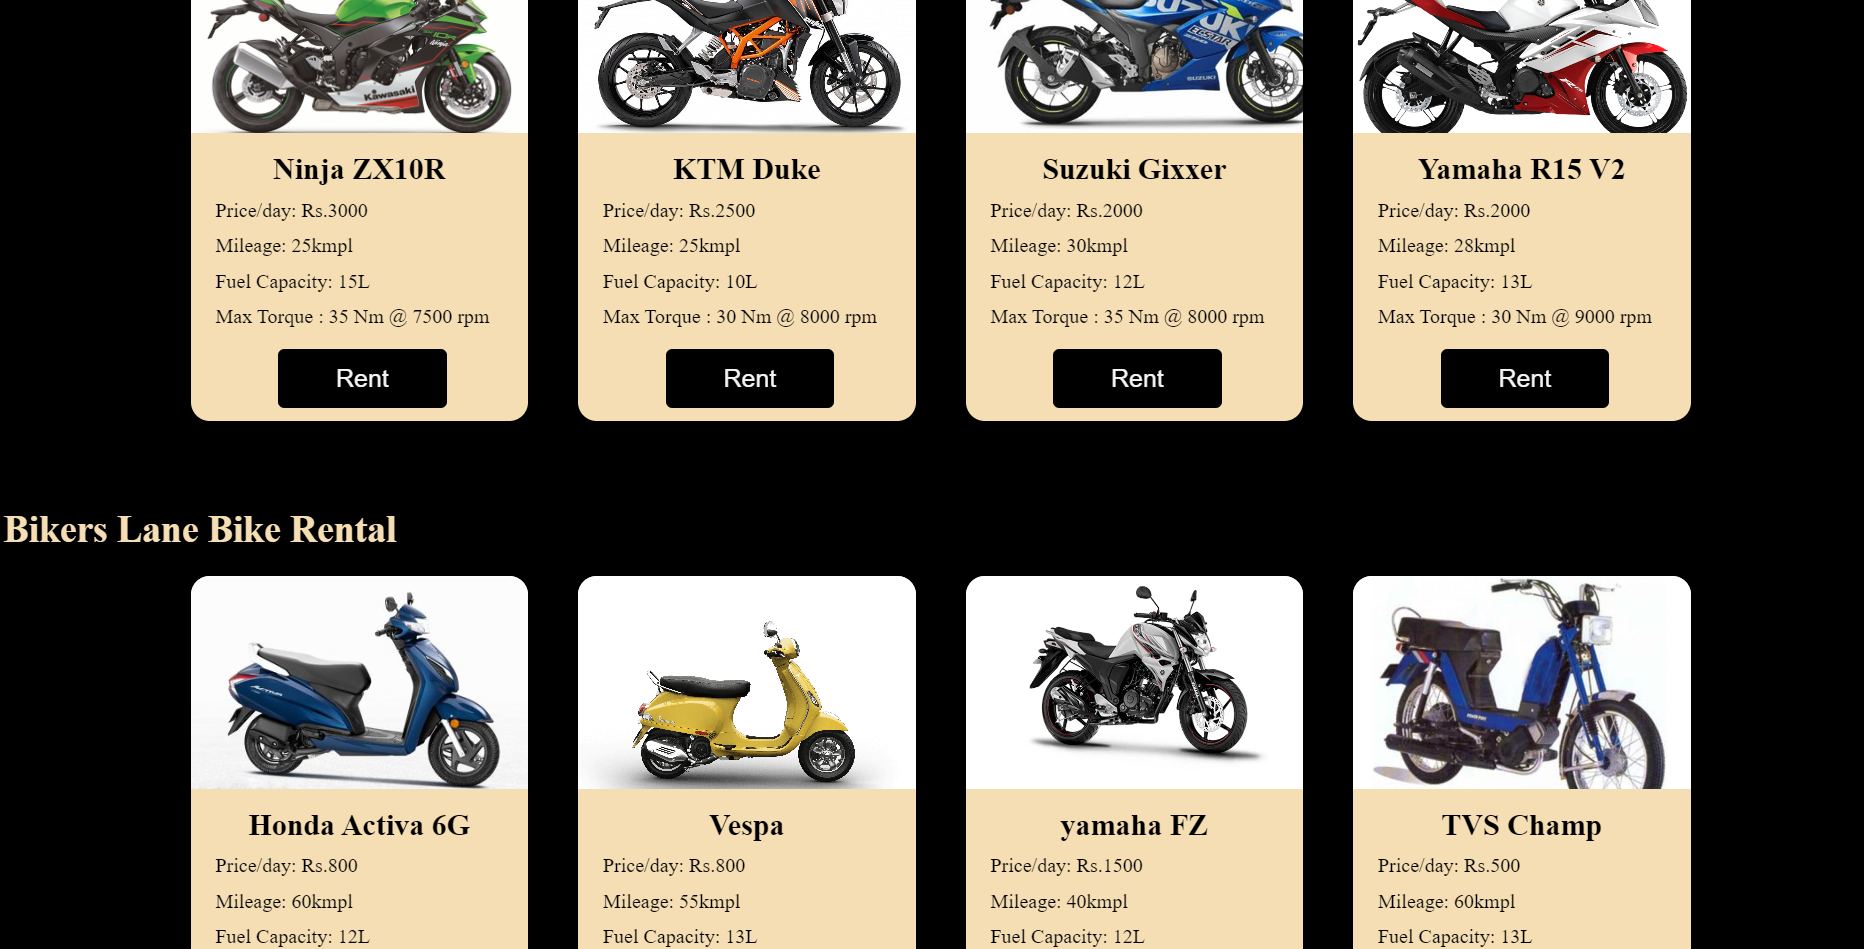 Kawasaki
Ninja
SUZUKI
ECSTAR
SUZUKI
Ninja ZX10R
Price/day: Rs.3000
Mileage: 25kmpl
Fuel Capacity: 15L
Max Torque : 35 Nm @ 7500 rpm
Rent
KTM Duke
Price/day: Rs.2500
Mileage: 25kmpl
Fuel Capacity: 10L
Max Torque : 30 Nm @ 8000 rpm
Rent
Suzuki Gixxer
Price/day: Rs.2000
Mileage: 30kmpl
Fuel Capacity: 12L
Max Torque : 35 Nm @ 8000 rpm
Rent
Yamaha R15 V2
Price/day: Rs.2000
Mileage: 28kmpl
Fuel Capacity: 13L
Max Torque : 30 Nm @ 9000 rpm
Rent
Bikers Lane Bike Rental
ACTIVA
Honda Activa 6G
Price/day: Rs.800
Mileage: 60kmpl
Fuel Capacity: 12L
Vespa
Price/day: Rs.800
Mileage: 55kmpl
Fuel Capacity: 13L
yamaha FZ
Price/day: Rs.1500
Mileage: 40kmpl
Fuel Capacity: 12L
TVS Champ
Price/day: Rs.500
Mileage: 60kmpl
Fuel Capacity: 13L